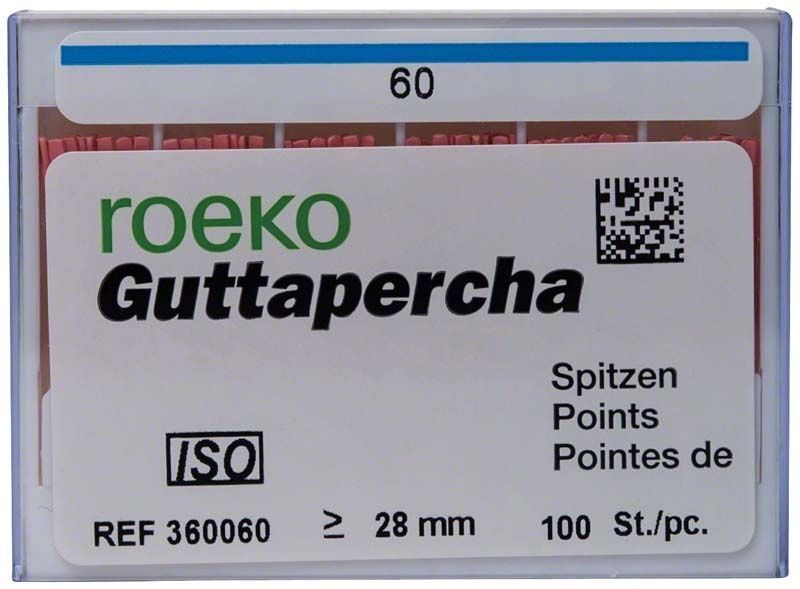 60
roeko
Guttapercha
Spitzen
Points
Pointes de
ISO
REF 360060 ≥ 28 mm 100 St./pc.